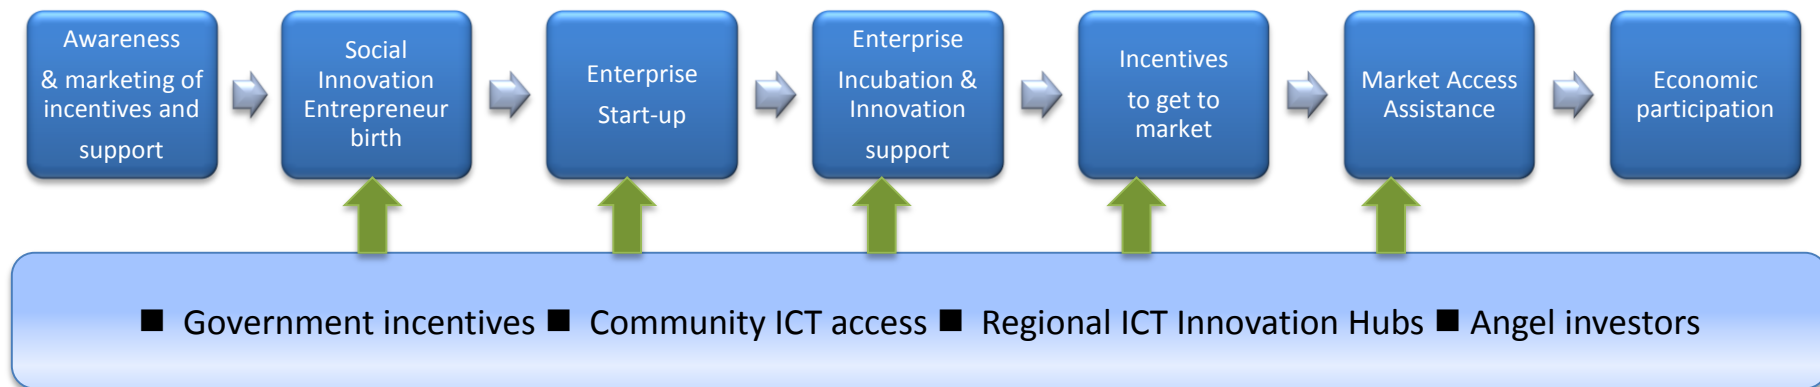 Awareness
& marketing of
incentives and
support
Social
Innovation
Entrepreneur
birth
Enterprise
Start-up
Enterprise
Incubation &
Innovation
support
Incentives
to get to
market
Market Access
Assistance
Economic
participation
■ Government incentives ■ Community ICT access ■ Regional ICT Innovation Hubs ■ Angel investors